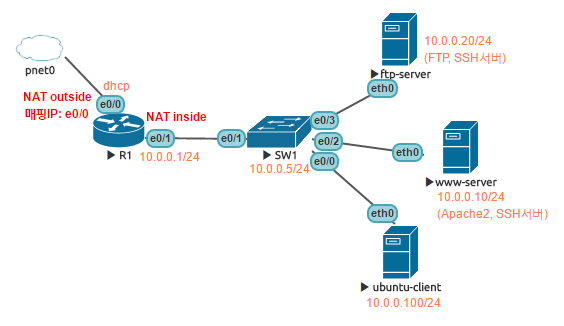 pnet0
dhcp
NAT outside
매핑IP: e0/0
e0/0
NAT inside
e0/1
R1
10.0.0.1/24
e0/1
SW1
10.0.0.5/24
e0/3
e0/2
e0/0
10.0.0.20/24
(FTP, SSH서버)
ftp-server
eth0
eth0
www-server
10.0.0.10/24
(Apache2, SSH서버)
eth0
ubuntu-client
10.0.0.100/24